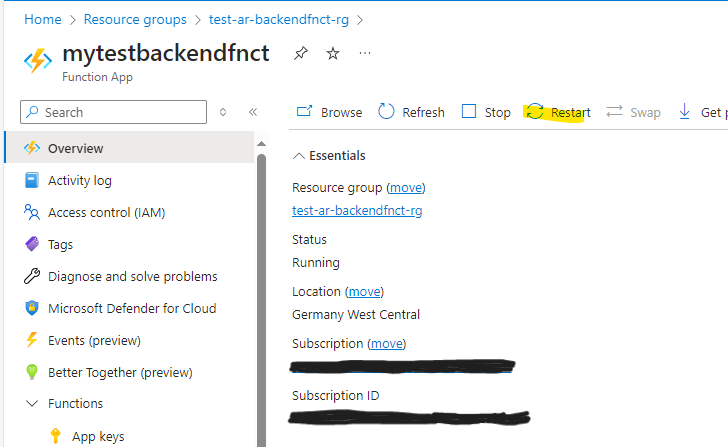 Home > Resource groups > test-ar-backendfnct-rg >
mytestbackendfnct
Function App
Search
Overview
Activity log
Access control (IAM)
Tags
Diagnose and solve problems
Microsoft Defender for Cloud
Events (preview)
Better Together (preview)
Functions
App keys
Browse Refresh Stop Restart Swap Get
Essentials
Resource group (move)
test-ar-backendfnct-rg
Status
Running
Location (move)
Germany West Central
Subscription (move)
Subscription ID